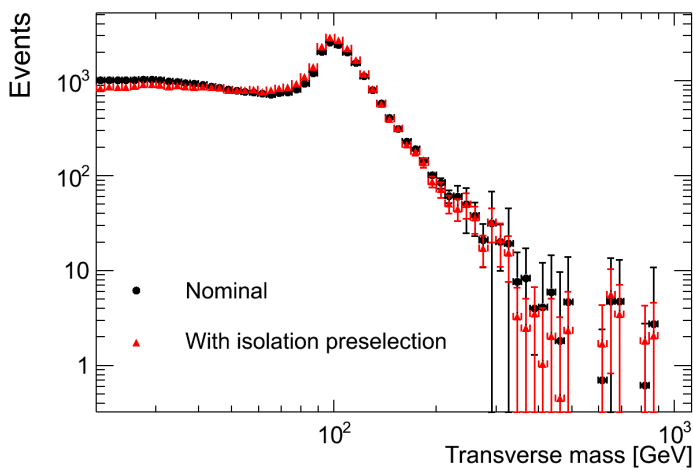 Events
10³
10²
10
1
Nominal
With isolation preselection
10²
10³
Transverse mass [GeV]